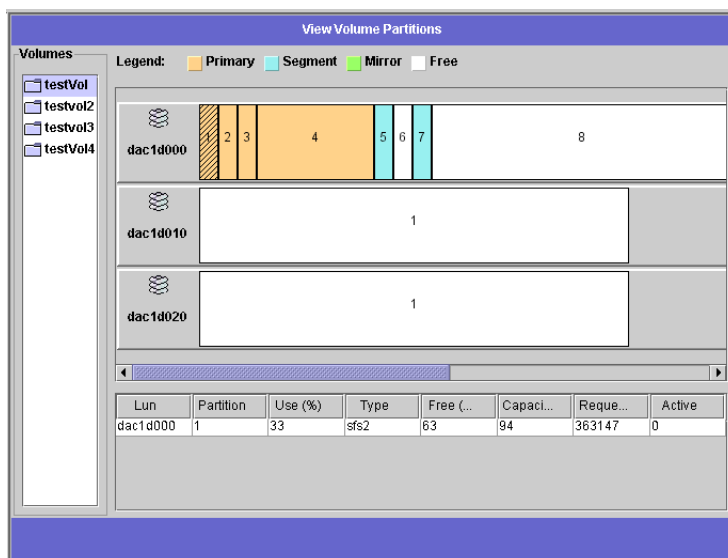 View Volume Partitions
Volumes
testVol
testvol2
testvol3
testVol4
Legend: Primary Segment Mirror Free
dac1d000
1 2 3 4 5 6 7 8
dac1d010
1
dac1d020
1
Lun Partition Use (%) Type Free (... Capaci... Reque... Active
dac1d000 1 33 sfs2 63 94 363147 0